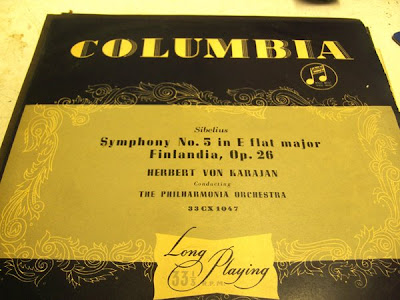 COLUMBIA
Sibelius
Symphony No. 5 in E flat major
Finlandia, Op. 26
HERBERT VON KARAJAN
Conducting
THE PHILHARMONIA ORCHESTRA
33CX1047
Long
33⅓ Playing
R.P.M.